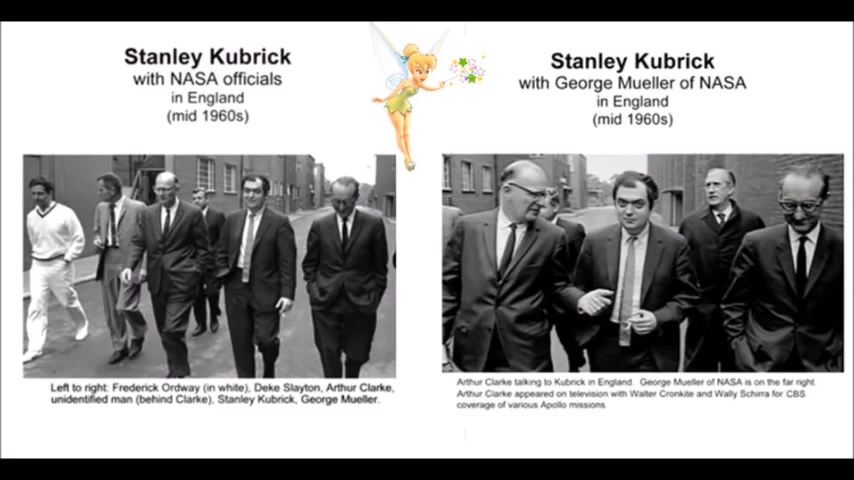 Stanley Kubrick
with NASA officials
in England
(mid 1960s)
Left to right: Frederick Ordway (in white), Deke Slayton, Arthur Clarke,
unidentified man (behind Clarke), Stanley Kubrick, George Mueller.
Stanley Kubrick
with George Mueller of NASA
in England
(mid 1960s)
Arthur Clarke talking to Kubrick in England. George Mueller of NASA is on the far right.
Arthur Clarke appeared on television with Walter Cronkite and Wally Schirra for CBS
coverage of various Apollo missions.